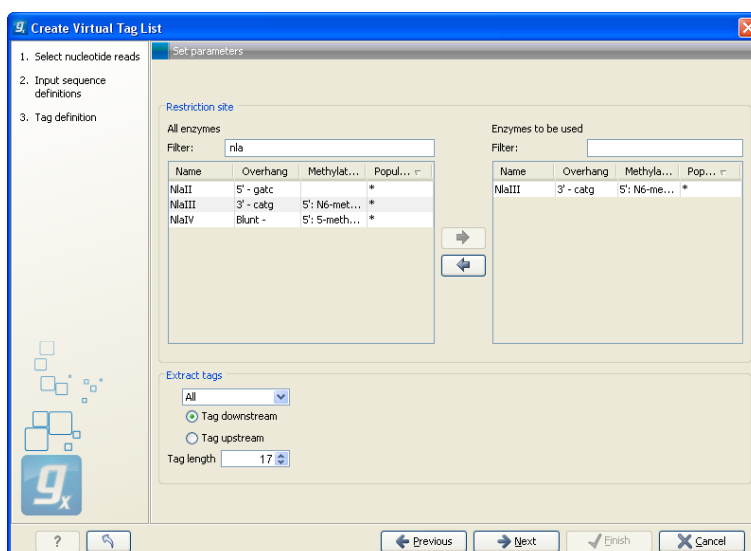 Create Virtual Tag List
1. Select nucleotide reads
2. Input sequence
definitions
3. Tag definition
Set parameters
Restriction site
All enzymes
Filter: nla
Name Overhang Methylat... Popul...
NlaII 5' - gatc *
NlaIII 3' - catg 5': N6-met... *
NlaIV Blunt - 5': 5-meth... *
Enzymes to be used
Filter:
Name Overhang Methyla... Pop...
NlaIII 3' - catg 5': N6-me... *
Extract tags
All
Tag downstream
Tag upstream
Tag length 17
gx
? Previous Next Finish Cancel